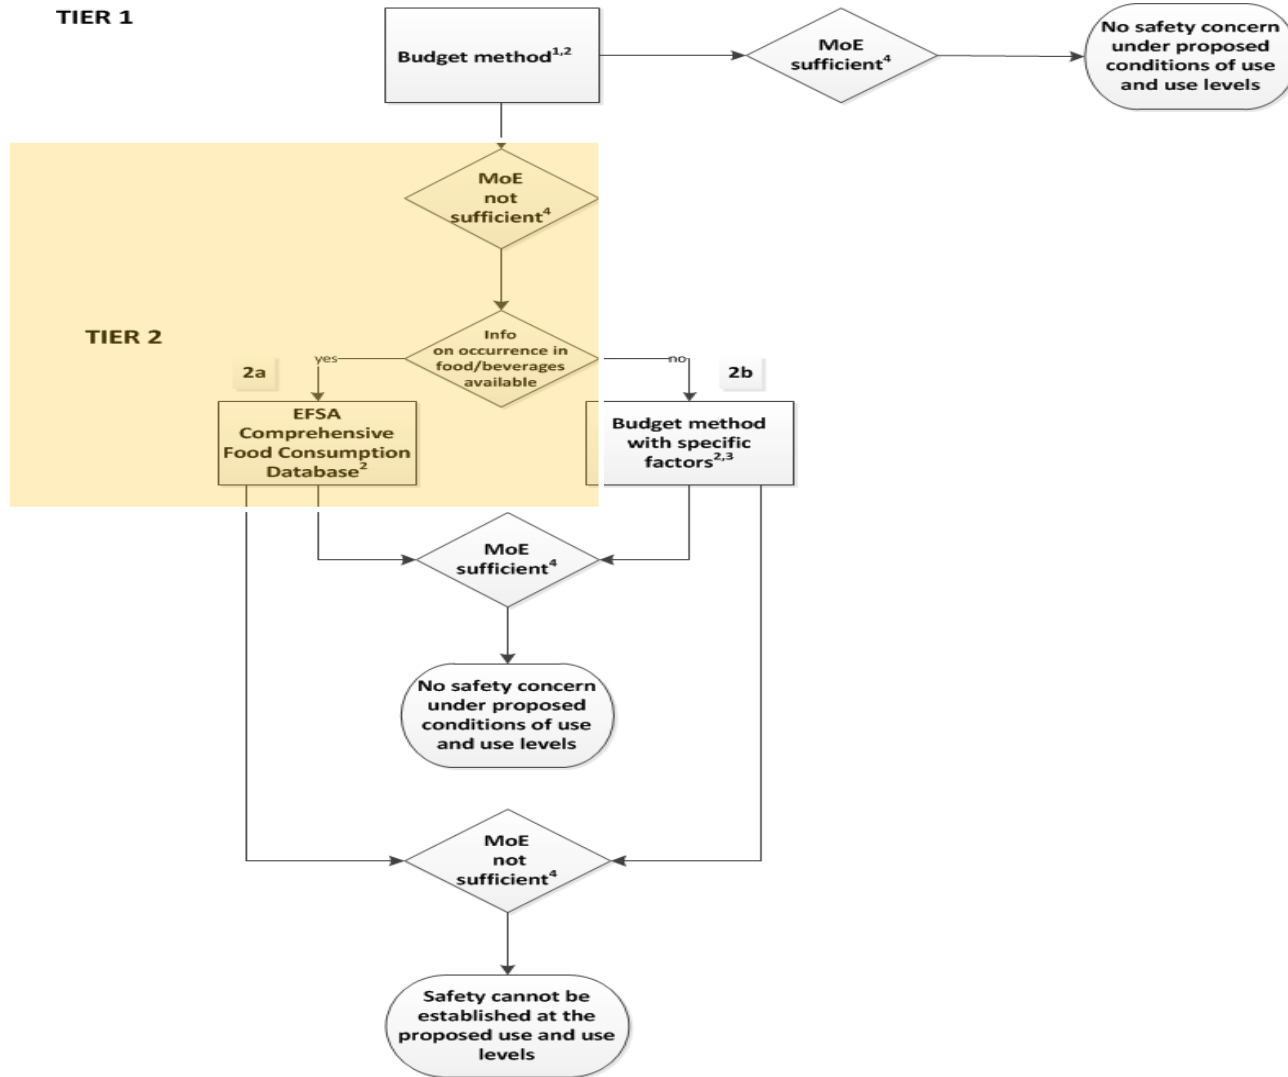 TIER 1
Budget method1,2
MoE
sufficient4
No safety concern
under proposed
conditions of use
and use levels
MoE
not
sufficient4
TIER 2
Info
on occurrence in
food/beverages
available
yes
no
2a
2b
EFSA
Comprehensive
Food Consumption
Database2
Budget method
with specific
factors2,3
MoE
sufficient4
No safety concern
under proposed
conditions of use
and use levels
MoE
not
sufficient4
Safety cannot be
established at the
proposed use and use
levels